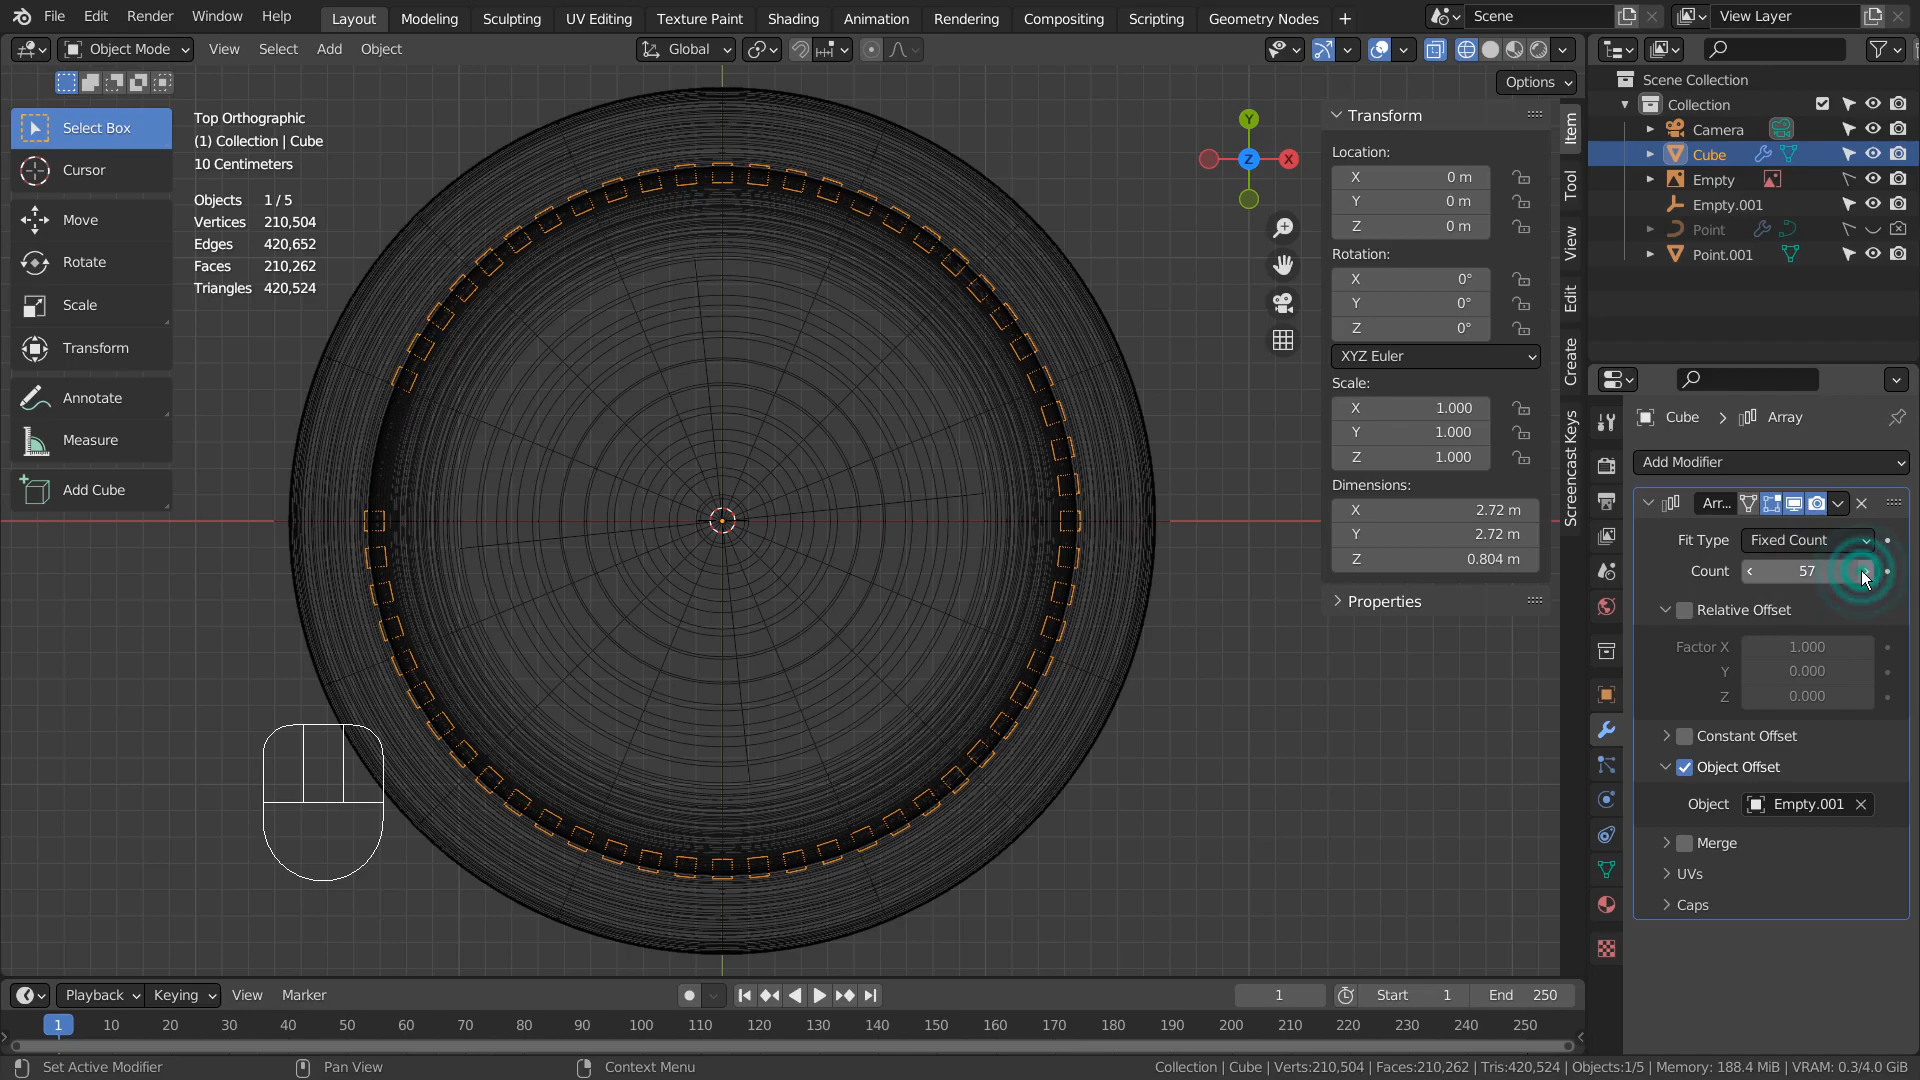 File Edit Render Window Help Layout Modeling Sculpting UV Editing Texture Paint Shading Animation Rendering Compositing Scripting Geometry Nodes + Scene View Layer
Object Mode View Select Add Object Global
Options
Select Box
Cursor
Move
Rotate
Scale
Transform
Annotate
Measure
Add Cube
Top Orthographic
(1) Collection | Cube
10 Centimeters
Objects 1 / 5
Vertices 210,504
Edges 420,652
Faces 210,262
Triangles 420,524
Y
Z X
Transform
Location:
X 0 m
Y 0 m
Z 0 m
Rotation:
X 0°
Y 0°
Z 0°
XYZ Euler
Scale:
X 1.000
Y 1.000
Z 1.000
Dimensions:
X 2.72 m
Y 2.72 m
Z 0.804 m
Properties
Item
Tool
View
Edit
Create
Screencast Keys
Scene Collection
Collection
Camera
Cube
Empty
Empty.001
Point
Point.001
Cube > Array
Add Modifier
Arr...
Fit Type Fixed Count
Count 57
Relative Offset
Factor X 1.000
Y 0.000
Z 0.000
Constant Offset
Object Offset
Object Empty.001
Merge
UVs
Caps
Playback Keying View Marker 1 Start 1 End 250
1 10 20 30 40 50 60 70 80 90 100 110 120 130 140 150 160 170 180 190 200 210 220 230 240 250
Set Active Modifier Pan View Context Menu Collection | Cube | Verts:210,504 | Faces:210,262 | Tris:420,524 | Objects:1/5 | Memory: 188.4 MiB | VRAM: 0.3/4.0 GiB